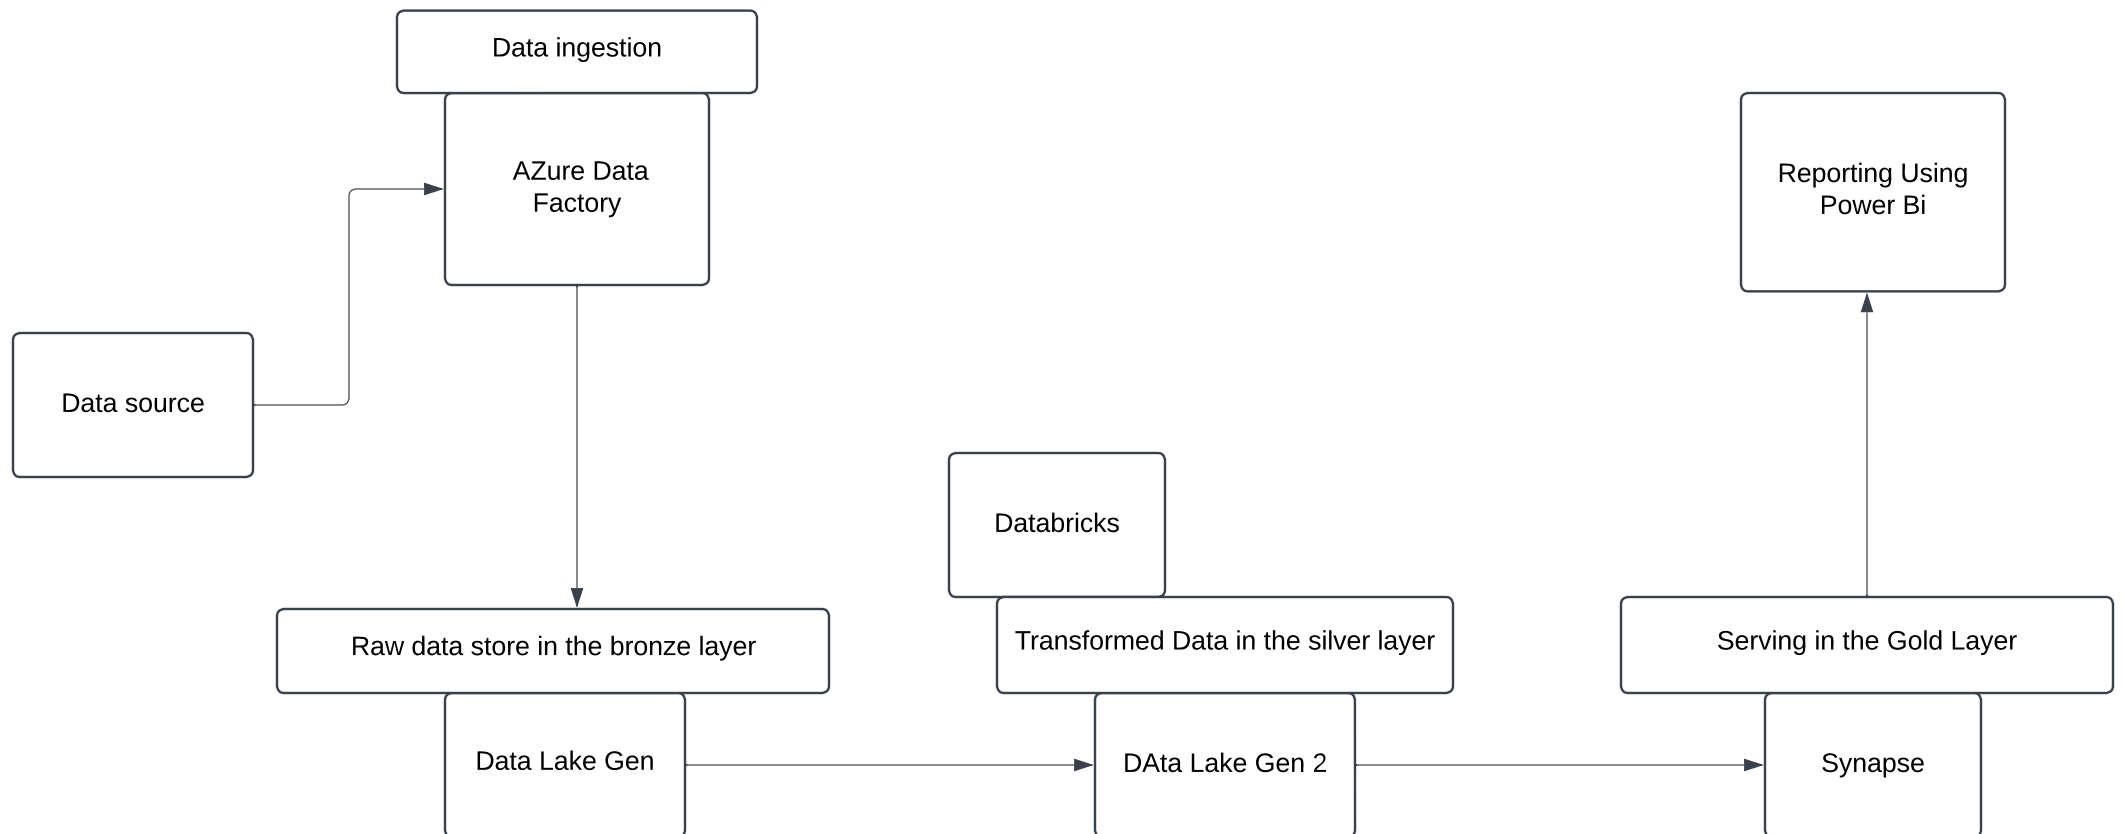 Data ingestion
AZure Data
Factory
Reporting Using
Power Bi
Data source
Databricks
Raw data store in the bronze layer
Transformed Data in the silver layer
Serving in the Gold Layer
Data Lake Gen
DAta Lake Gen 2
Synapse